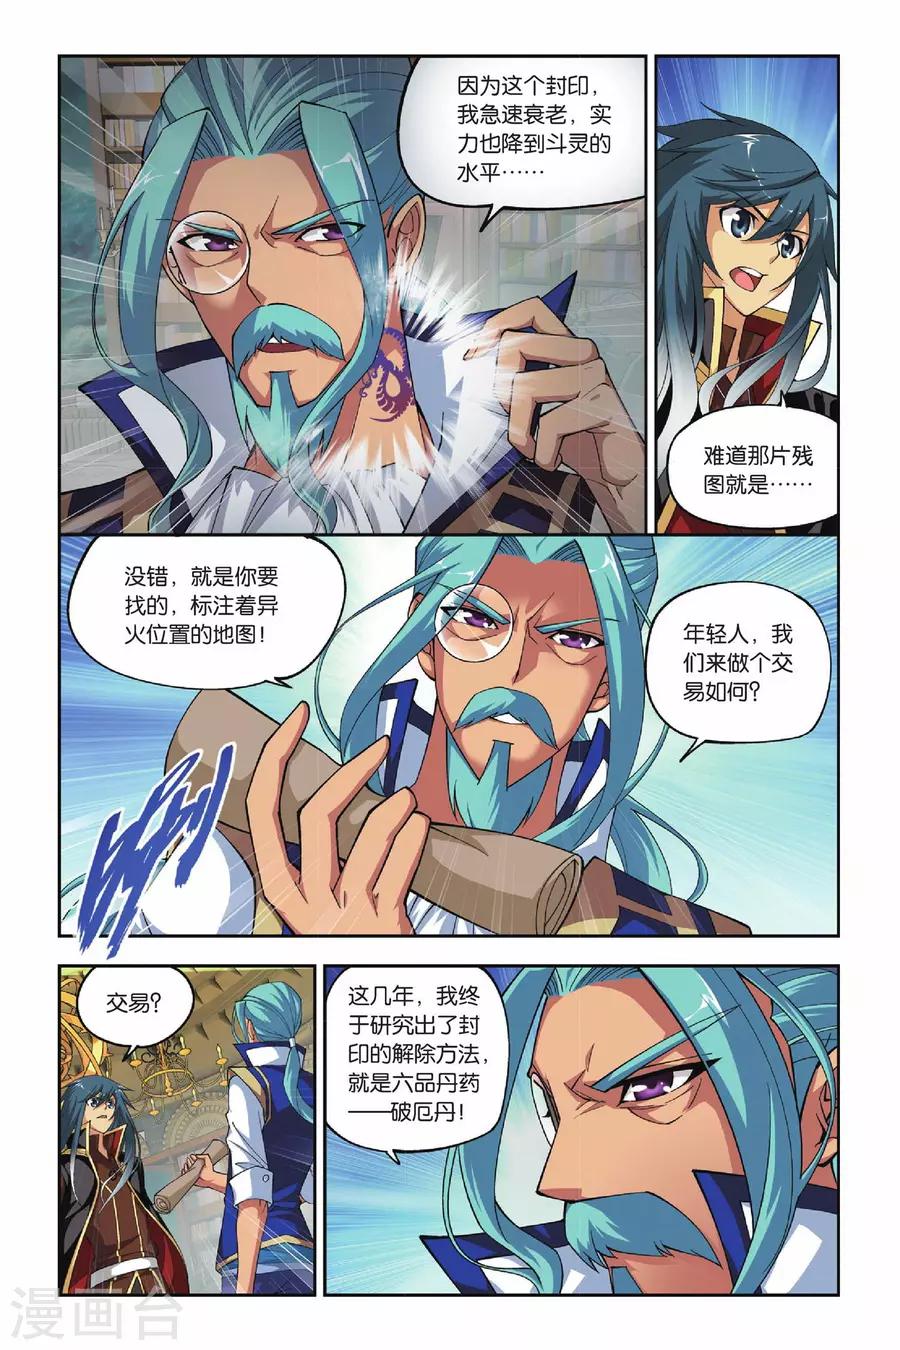 因为这个封印，
我急速衰老，实
力也降到斗灵的
水平……
难道那片残
图就是……
没错，就是你要
找的，标注着异
火位置的地图！
年轻人，我
们来做个交
易如何？
交易？
这几年，我终
于研究出了封
印的解除方法，
就是六品丹药
——破厄丹！
漫画台